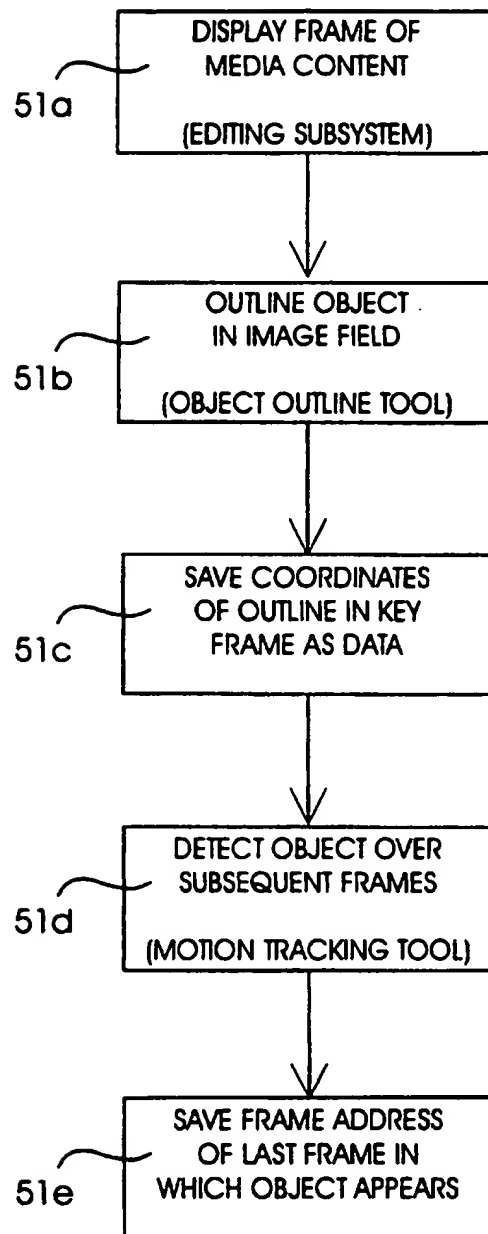 DISPLAY FRAME OF
MEDIA CONTENT
51a
(EDITING SUBSYSTEM)
OUTLINE OBJECT
IN IMAGE FIELD
51b
(OBJECT OUTLINE TOOL)
SAVE COORDINATES
OF OUTLINE IN KEY
FRAME AS DATA
51c
DETECT OBJECT OVER
SUBSEQUENT FRAMES
51d
(MOTION TRACKING TOOL)
SAVE FRAME ADDRESS
OF LAST FRAME IN
WHICH OBJECT APPEARS
51e